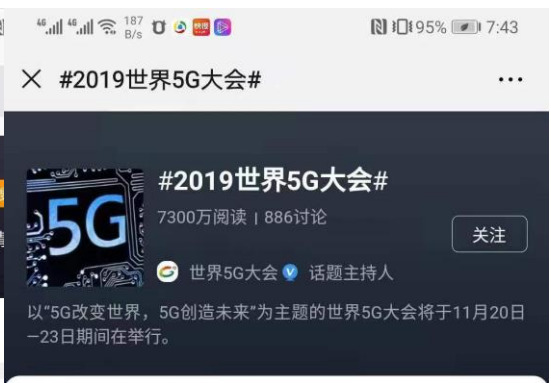 46 46 187 B/s 95% 7:43
#2019世界5G大会#
5G
#2019世界5G大会#
7300万阅读 | 886讨论
关注
世界5G大会 话题主持人
以“5G改变世界，5G创造未来”为主题的世界5G大会将于11月20日
—23日期间在举行。